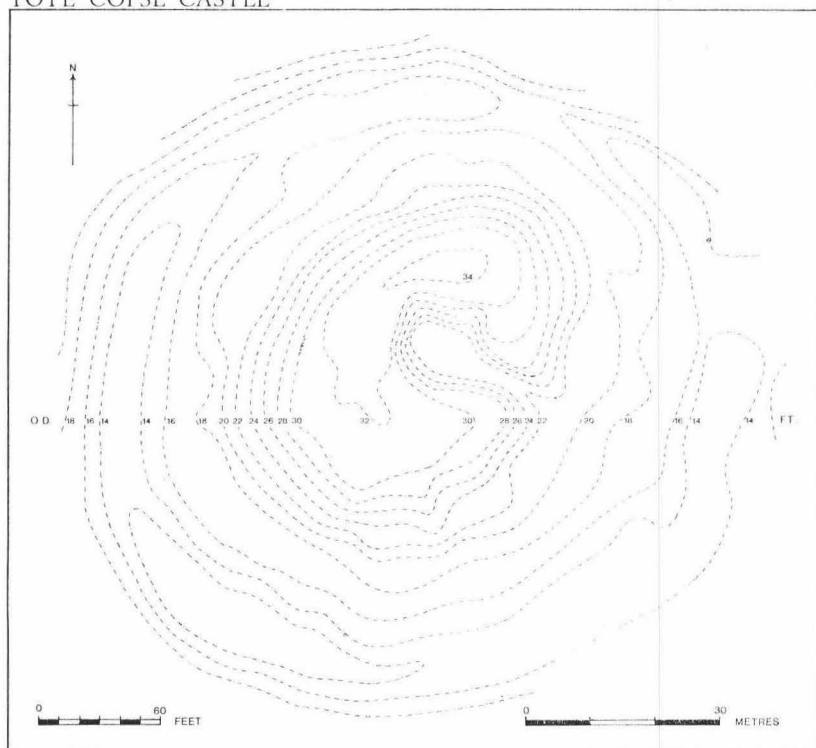 TOTE COPSE CASTLE
N
34
O.D. 18 16 14 14 16 18 20 22 24 26 28 30 32 30 28 26 24 22 20 18 16 14 14 FT.
0 60 FEET
0 30 METRES